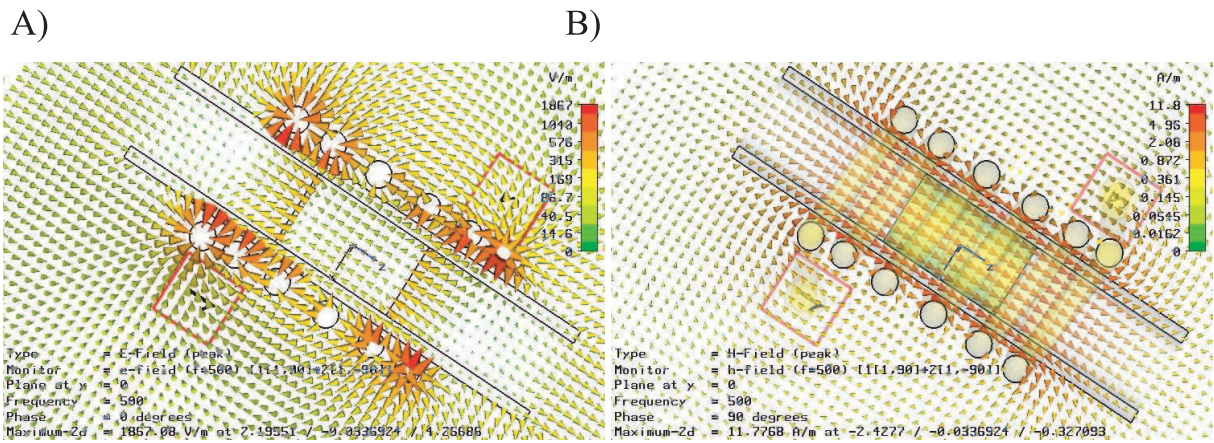 A)
B)
V/m
1867
1040
576
315
169
86.7
40.5
14.6
0
z
Type = E-Field (peak)
Monitor = e-field (f=500) [1[1,90]+2[1,-90]]
Plane at y = 0
Frequency = 500
Phase = 0 degrees
Maximum-Zd = 1867.08 V/m at 2.19551 / -0.0336924 / 4.26686
A/m
11.8
4.96
2.08
0.872
0.361
0.145
0.0545
0.0162
0
z
Type = H-Field (peak)
Monitor = h-field (f=500) [1[1,90]+2[1,-90]]
Plane at y = 0
Frequency = 500
Phase = 90 degrees
Maximum-Zd = 11.7768 A/m at -2.4277 / -0.0336924 / -0.327093